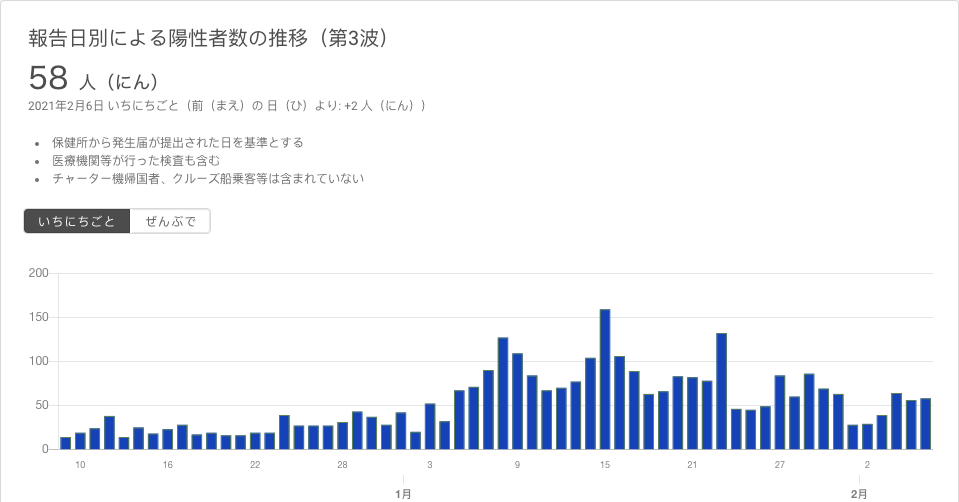 報告日別による陽性者数の推移（第3波）
58 人（にん）
2021年2月6日 いちにちごと（前（まえ）の 日（ひ）より: +2 人（にん））
• 保健所から発生届が提出された日を基準とする
• 医療機関等が行った検査も含む
• チャーター機帰国者、クルーズ船乗客等は含まれていない
いちにちごと ぜんぶで
200
150
100
50
0
10 16 22 28 3 9 15 21 27 2
1月 2月